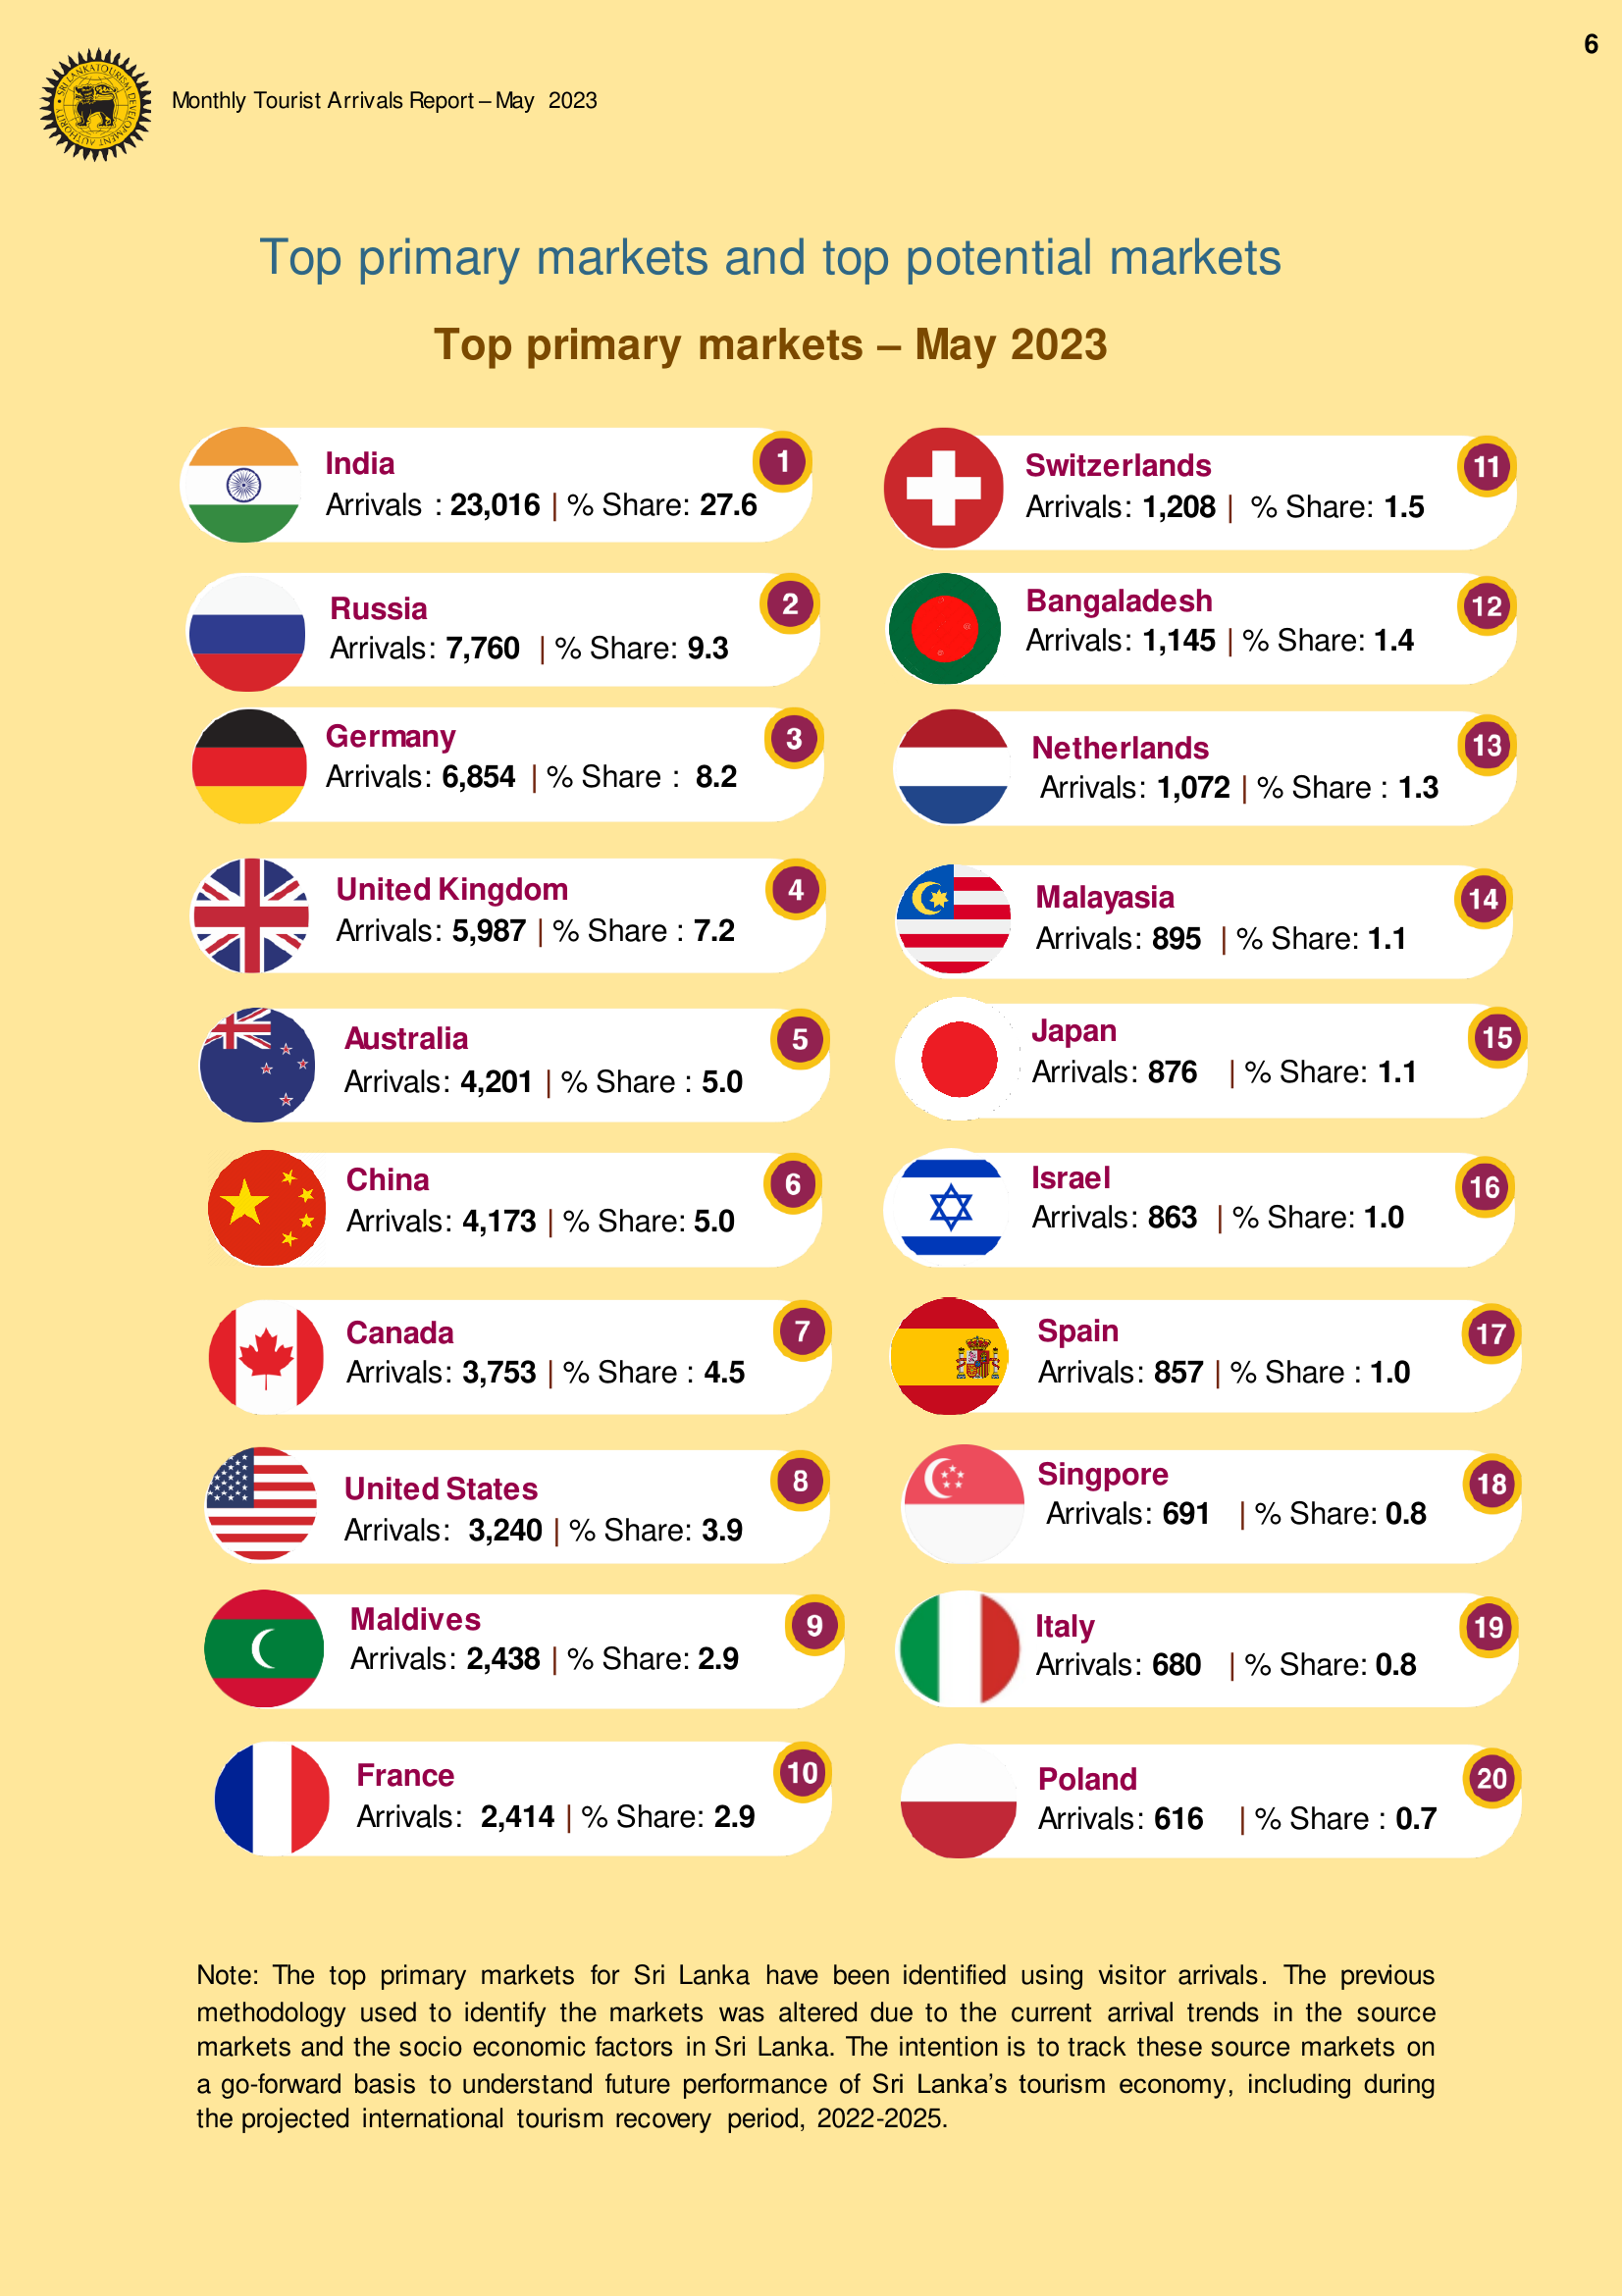 6
SRI LANKA TOURISM DEVELOPMENT AUTHORITY
Monthly Tourist Arrivals Report – May 2023
Top primary markets and top potential markets
Top primary markets – May 2023
India
1
Arrivals : 23,016 | % Share: 27.6
Russia
2
Arrivals: 7,760 | % Share: 9.3
Germany
3
Arrivals: 6,854 | % Share : 8.2
United Kingdom
4
Arrivals: 5,987 | % Share : 7.2
Australia
5
Arrivals: 4,201 | % Share : 5.0
China
6
Arrivals: 4,173 | % Share: 5.0
Canada
7
Arrivals: 3,753 | % Share : 4.5
United States
8
Arrivals: 3,240 | % Share: 3.9
Maldives
9
Arrivals: 2,438 | % Share: 2.9
France
10
Arrivals: 2,414 | % Share: 2.9
Switzerlands
11
Arrivals: 1,208 | % Share: 1.5
Bangaladesh
12
Arrivals: 1,145 | % Share: 1.4
Netherlands
13
Arrivals: 1,072 | % Share : 1.3
Malayasia
14
Arrivals: 895 | % Share: 1.1
Japan
15
Arrivals: 876 | % Share: 1.1
Israel
16
Arrivals: 863 | % Share: 1.0
Spain
17
Arrivals: 857 | % Share : 1.0
Singpore
18
Arrivals: 691 | % Share: 0.8
Italy
19
Arrivals: 680 | % Share: 0.8
Poland
20
Arrivals: 616 | % Share : 0.7
Note: The top primary markets for Sri Lanka have been identified using visitor arrivals. The previous
methodology used to identify the markets was altered due to the current arrival trends in the source
markets and the socio economic factors in Sri Lanka. The intention is to track these source markets on
a go-forward basis to understand future performance of Sri Lanka’s tourism economy, including during
the projected international tourism recovery period, 2022-2025.